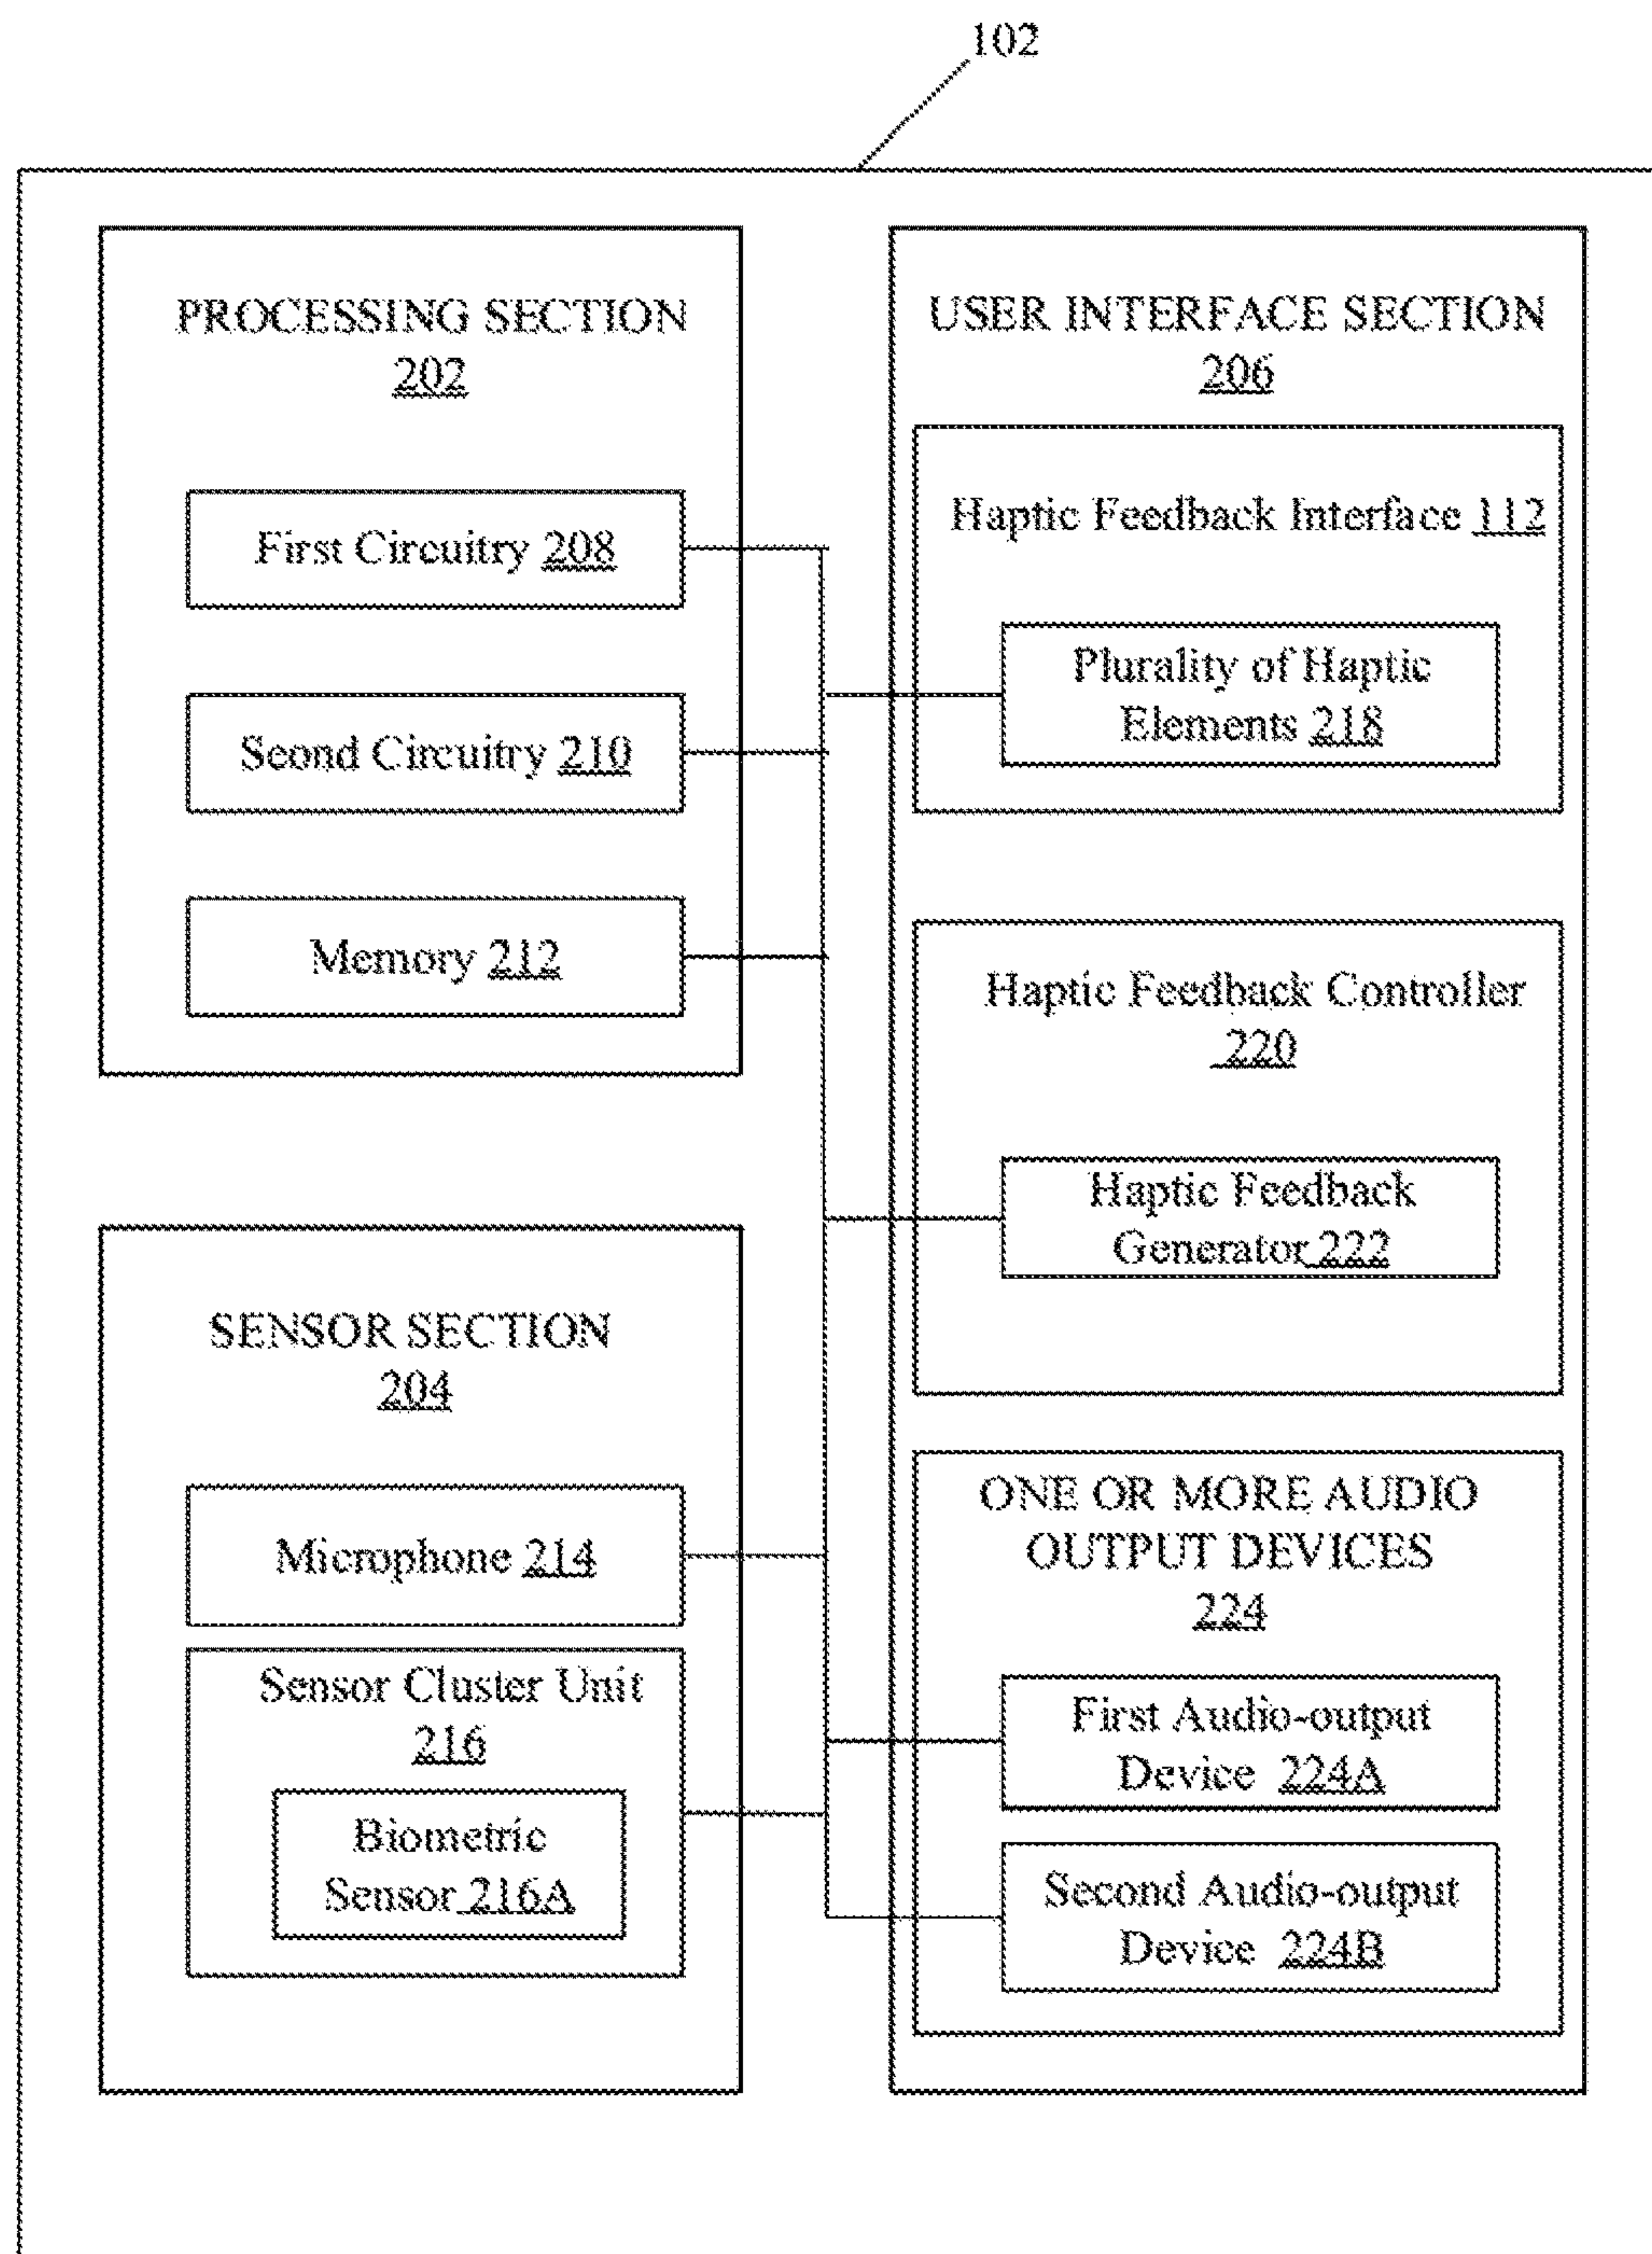 102
PROCESSING SECTION
202
First Circuitry 208
Seond Circuitry 210
Memory 212
SENSOR SECTION
204
Microphone 214
Sensor Cluster Unit
216
Biometric
Sensor 216A
USER INTERFACE SECTION
206
Haptic Feedback Interface 112
Plurality of Haptic
Elements 218
Haptic Feedback Controller
220
Haptic Feedback
Generator 222
ONE OR MORE AUDIO
OUTPUT DEVICES
224
First Audio-output
Device 224A
Second Audio-output
Device 224B